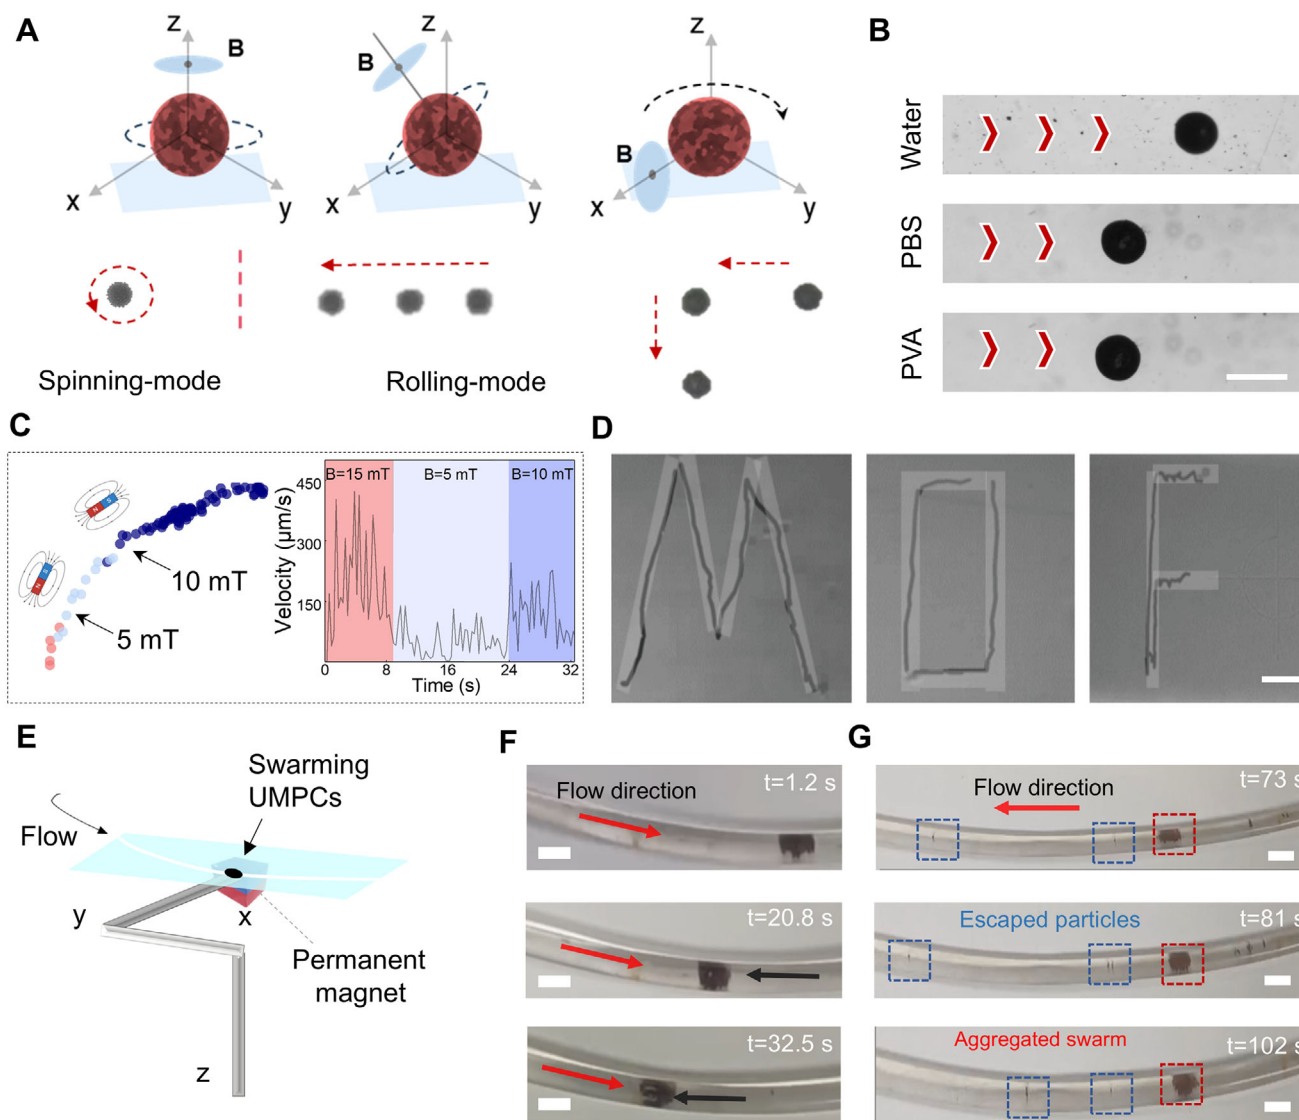 A
z
B
x
y
Spinning-mode
z
B
x
y
Rolling-mode
z
B
x
y
B
Water
PBS
PVA
C
10 mT
5 mT
N
S
N
S
B=15 mT
B=5 mT
B=10 mT
Velocity (μm/s)
450
300
150
0
8
16
24
32
Time (s)
D
E
Swarming
UMPCs
Flow
y
x
Permanent
magnet
z
F
Flow direction
t=1.2 s
t=20.8 s
t=32.5 s
G
Flow direction
t=73 s
Escaped particles
t=81 s
Aggregated swarm
t=102 s